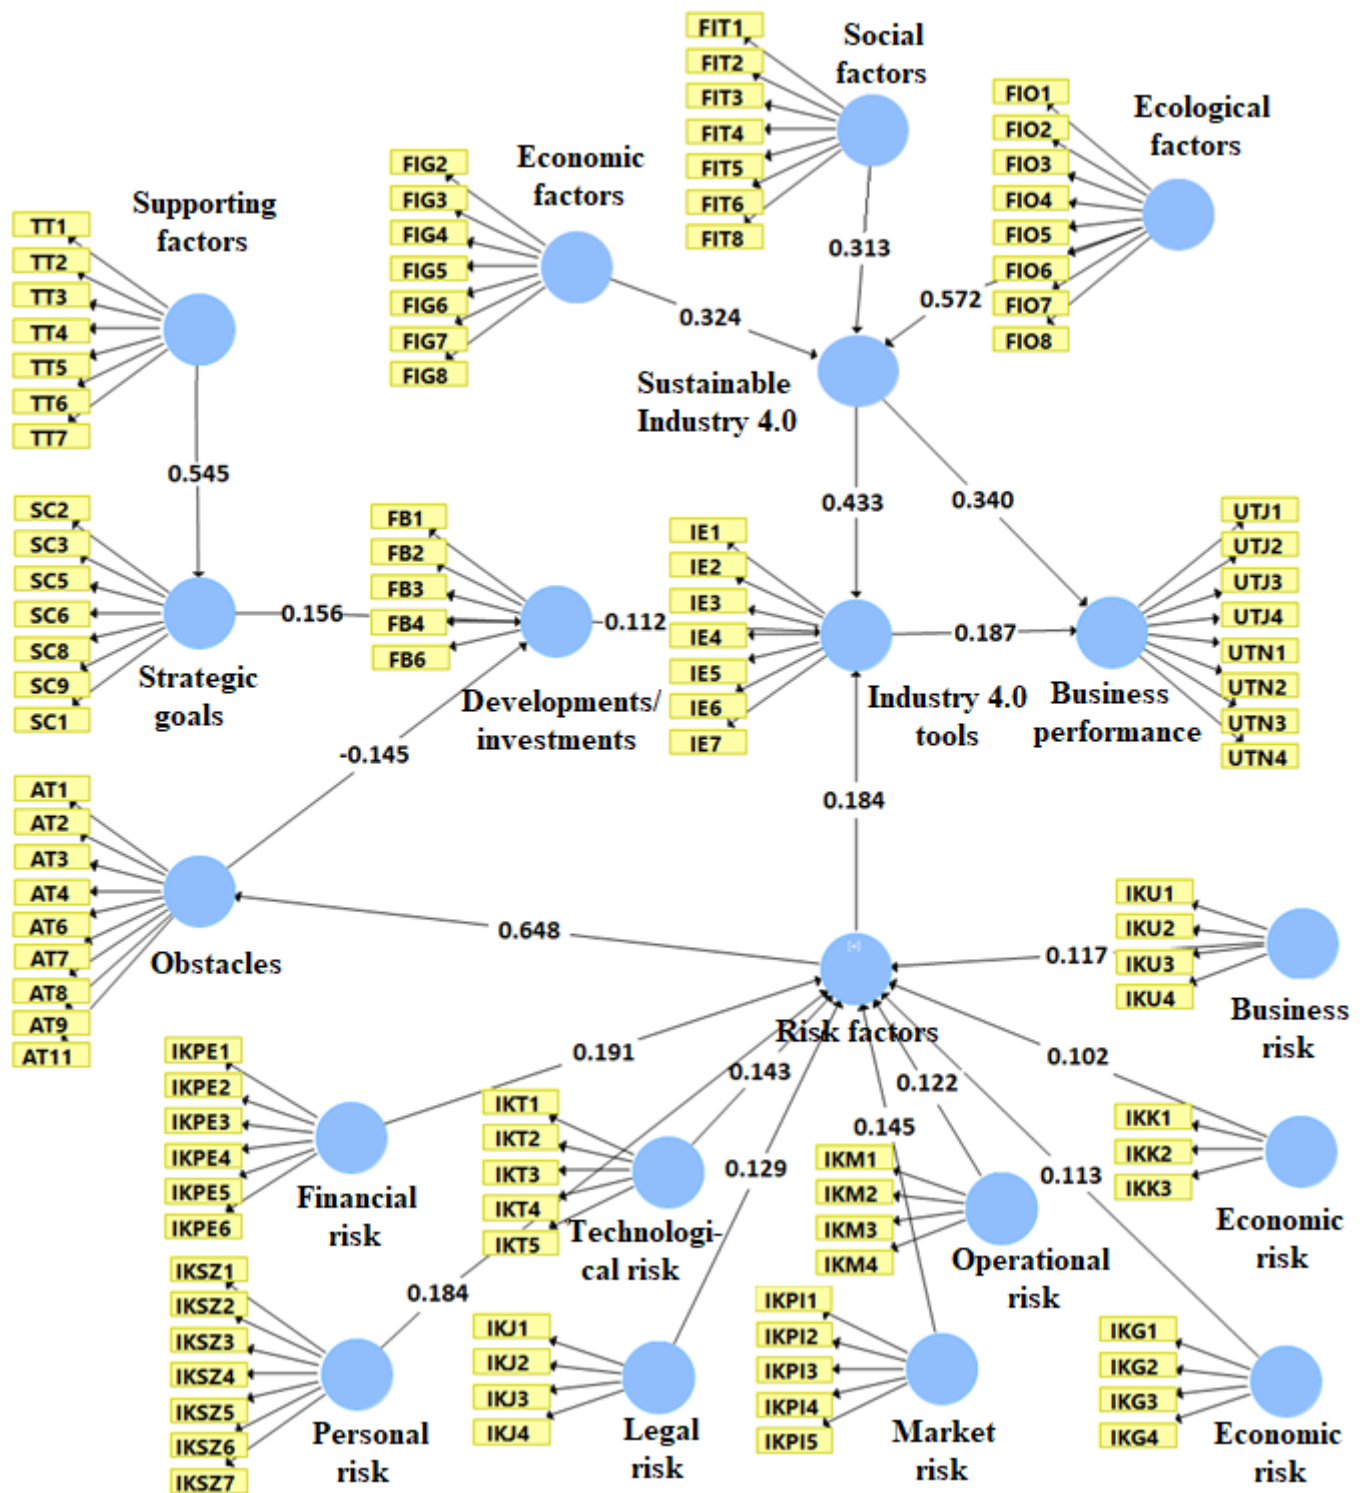 FIT1
FIT2
FIT3
FIT4
FIT5
FIT6
FIT8
Social
factors
FIO1
FIO2
FIO3
FIO4
FIO5
FIO6
FIO7
FIO8
Ecological
factors
FIG2
FIG3
FIG4
FIG5
FIG6
FIG7
FIG8
Economic
factors
TT1
TT2
TT3
TT4
TT5
TT6
TT7
Supporting
factors
0.313
0.572
0.324
Sustainable
Industry 4.0
0.545
0.433
0.340
SC2
SC3
SC5
SC6
SC8
SC9
SC1
Strategic
goals
0.156
FB1
FB2
FB3
FB4
FB6
Developments/
investments
0.112
IE1
IE2
IE3
IE4
IE5
IE6
IE7
Industry 4.0
tools
0.187
Business
performance
UTJ1
UTJ2
UTJ3
UTJ4
UTN1
UTN2
UTN3
UTN4
-0.145
0.184
AT1
AT2
AT3
AT4
AT6
AT7
AT8
AT9
AT11
Obstacles
0.648
[+]
Risk factors
0.117
IKU1
IKU2
IKU3
IKU4
Business
risk
0.191
0.143
0.122
0.102
IKPE1
IKPE2
IKPE3
IKPE4
IKPE5
IKPE6
Financial
risk
IKT1
IKT2
IKT3
IKT4
IKT5
Technologi-
cal risk
0.129
0.145
IKM1
IKM2
IKM3
IKM4
Operational
risk
0.113
IKK1
IKK2
IKK3
Economic
risk
IKSZ1
IKSZ2
IKSZ3
IKSZ4
IKSZ5
IKSZ6
IKSZ7
0.184
Personal
risk
IKJ1
IKJ2
IKJ3
IKJ4
Legal
risk
IKPI1
IKPI2
IKPI3
IKPI4
IKPI5
Market
risk
IKG1
IKG2
IKG3
IKG4
Economic
risk